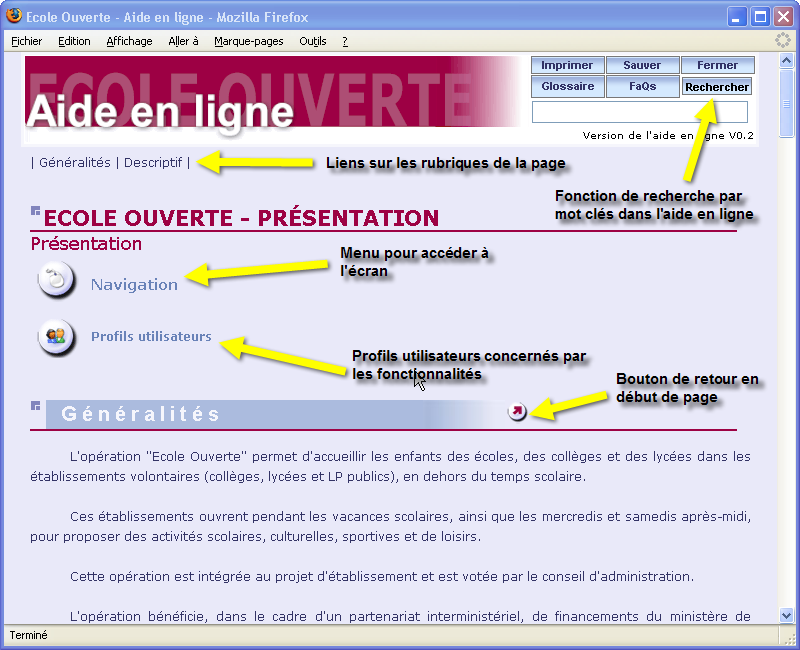 Ecole Ouverte - Aide en ligne - Mozilla Firefox
Fichier Edition Affichage Aller à Marque-pages Outils ?
ECOLE OUVERTE
Aide en ligne
Imprimer Sauver Fermer
Glossaire FaQs Rechercher
Version de l'aide en ligne V0.2
| Généralités | Descriptif |
Liens sur les rubriques de la page
Fonction de recherche par
mot clés dans l'aide en ligne
ECOLE OUVERTE - PRÉSENTATION
Présentation
Menu pour accéder à
l'écran
Navigation
Profils utilisateurs
Profils utilisateurs concernés par
les fonctionnalités
Bouton de retour en
début de page
Généralités
L'opération "Ecole Ouverte" permet d'accueillir les enfants des écoles, des collèges et des lycées dans les
établissements volontaires (collèges, lycées et LP publics), en dehors du temps scolaire.
Ces établissements ouvrent pendant les vacances scolaires, ainsi que les mercredis et samedis après-midi,
pour proposer des activités scolaires, culturelles, sportives et de loisirs.
Cette opération est intégrée au projet d'établissement et est votée par le conseil d'administration.
L'opération bénéficie, dans le cadre d'un partenariat interministériel, de financements du ministère de
Terminé